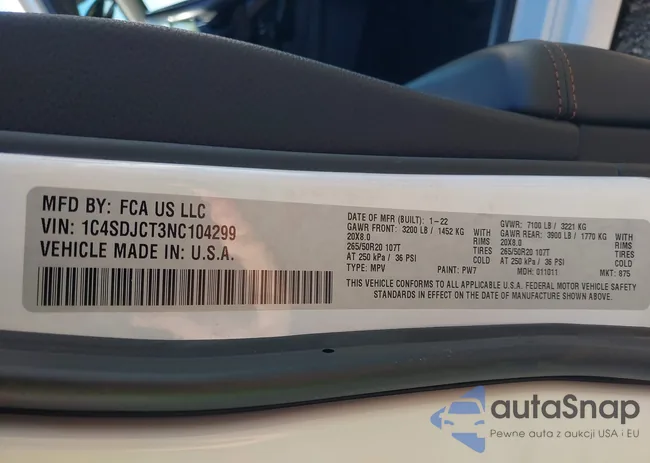 MFD BY: FCA US LLC
VIN: 1C4SDJCT3NC104299
VEHICLE MADE IN: U.S.A.
DATE OF MFR (BUILT): 1-22
GAWR FRONT: 3200 LB / 1452 KG
20X8.0
WITH
RIMS
265/50R20 107T
TIRES
AT 250 kPa / 36 PSI
COLD
TYPE: MPV
PAINT: PW7
GVWR: 7100 LB / 3221 KG
GAWR REAR: 3900 LB / 1770 KG
20X8.0
WITH
RIMS
265/50R20 107T
TIRES
AT 250 kPa / 36 PSI
COLD
MDH: 011011
MKT: 875
THIS VEHICLE CONFORMS TO ALL APPLICABLE U.S.A. FEDERAL MOTOR VEHICLE SAFETY
STANDARDS IN EFFECT ON THE DATE OF MANUFACTURE SHOWN ABOVE.
autaSnap
Pewne auta z aukcji USA i EU